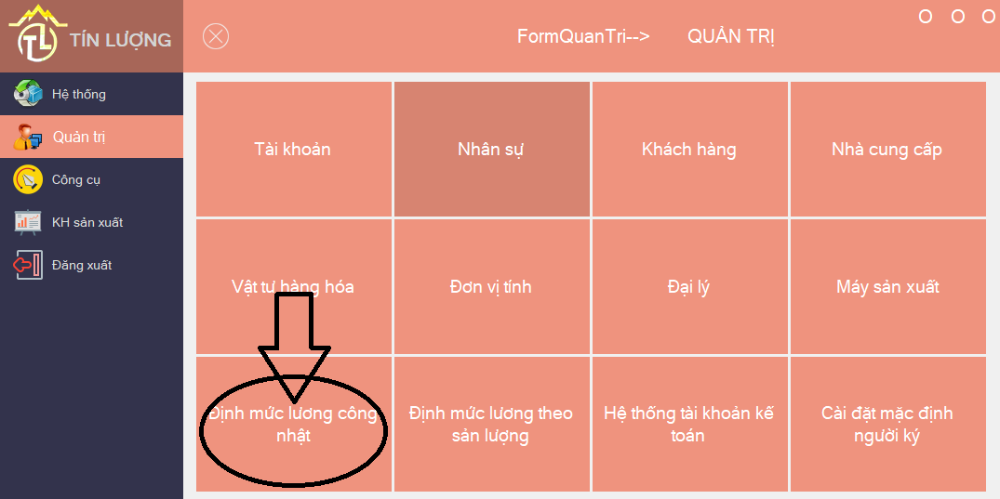 TL
TÍN LƯỢNG
FormQuanTri-->
QUẢN TRỊ
Hệ thống
Quản trị
Công cụ
KH sản xuất
Đăng xuất
Tài khoản
Nhân sự
Khách hàng
Nhà cung cấp
Vật tư hàng hóa
Đơn vị tính
Đại lý
Máy sản xuất
Định mức lương công
nhật
Định mức lương theo
sản lượng
Hệ thống tài khoản kế
toán
Cài đặt mặc định
người ký